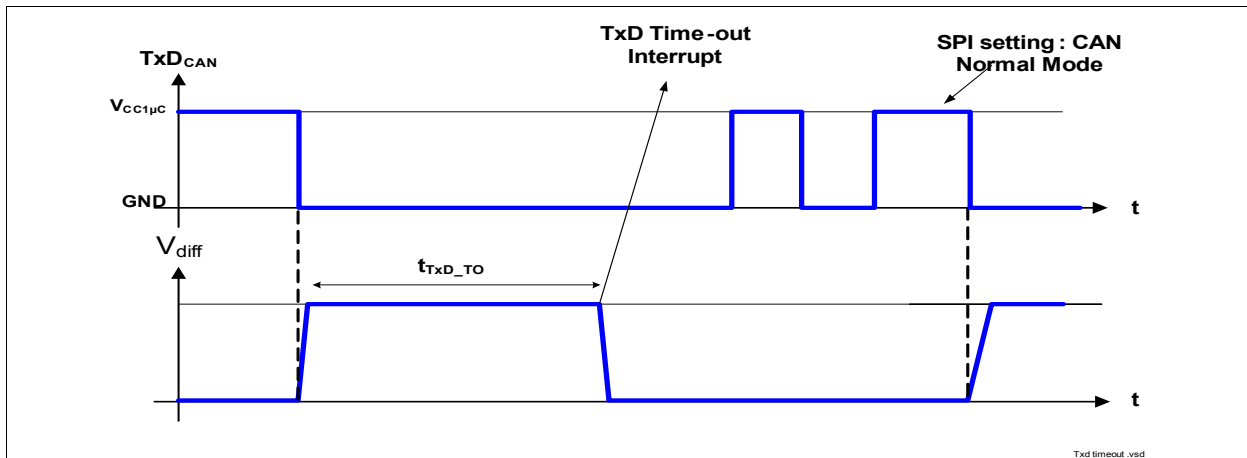 TxD Time-out
Interrupt
SPI setting : CAN
Normal Mode
TxDCAN
VCC1µC
GND
t
Vdiff
tTxD_TO
t
Txd timeout .vsd